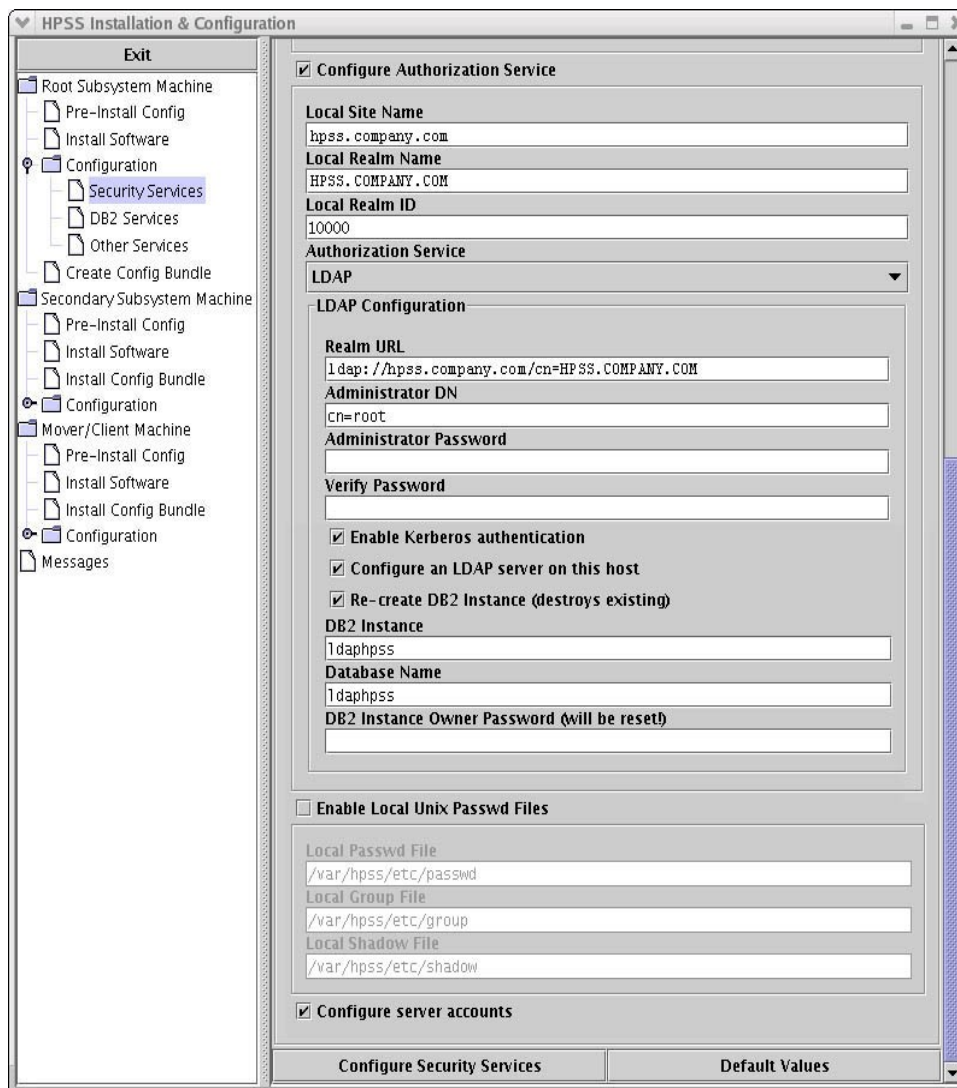 HPSS Installation & Configuration
Exit
Root Subsystem Machine
Pre-Install Config
Install Software
Configuration
Security Services
DB2 Services
Other Services
Create Config Bundle
Secondary Subsystem Machine
Pre-Install Config
Install Software
Install Config Bundle
Configuration
Mover/Client Machine
Pre-Install Config
Install Software
Install Config Bundle
Configuration
Messages
Configure Authorization Service
Local Site Name
hpss.company.com
Local Realm Name
HPSS.COMPANY.COM
Local Realm ID
10000
Authorization Service
LDAP
LDAP Configuration
Realm URL
ldap://hpss.company.com/cn=HPSS.COMPANY.COM
Administrator DN
cn=root
Administrator Password
Verify Password
Enable Kerberos authentication
Configure an LDAP server on this host
Re-create DB2 Instance (destroys existing)
DB2 Instance
ldaphpss
Database Name
ldaphpss
DB2 Instance Owner Password (will be reset!)
Enable Local Unix Passwd Files
Local Passwd File
/var/hpss/etc/passwd
Local Group File
/var/hpss/etc/group
Local Shadow File
/var/hpss/etc/shadow
Configure server accounts
Configure Security Services
Default Values